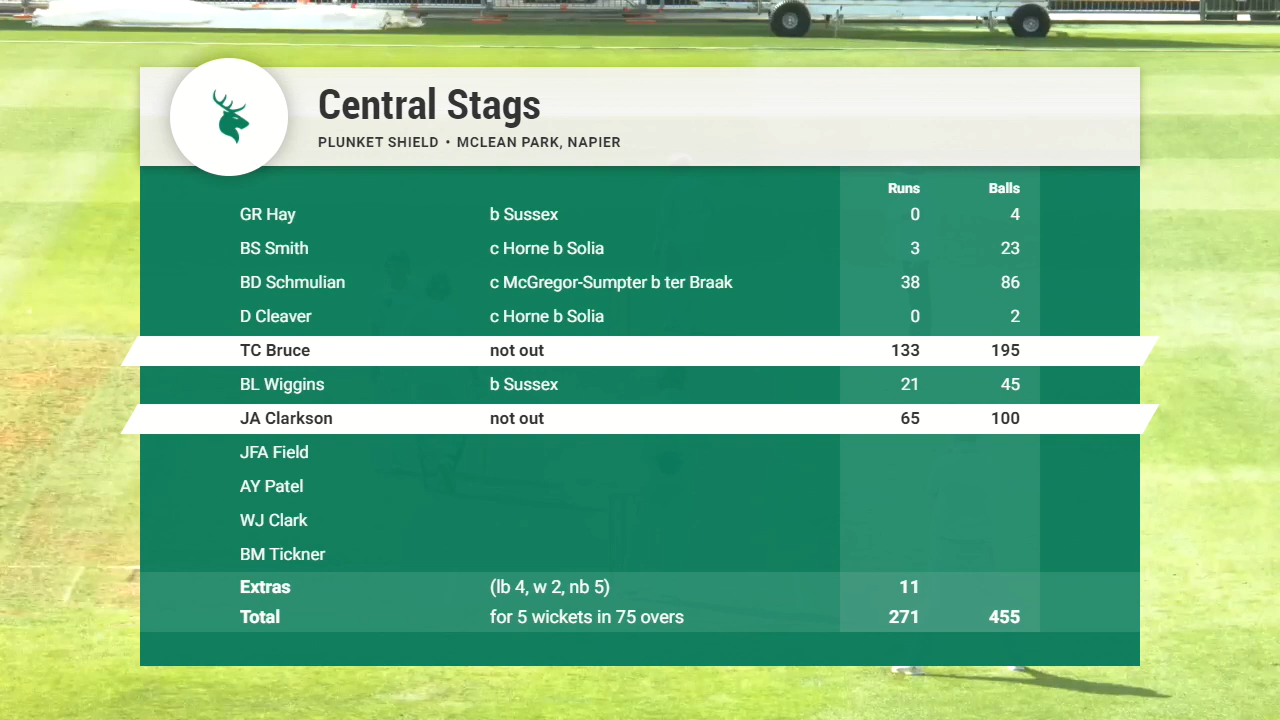 Central Stags
PLUNKET SHIELD • MCLEAN PARK, NAPIER
Runs Balls
GR Hay b Sussex 0 4
BS Smith c Horne b Solia 3 23
BD Schmulian c McGregor-Sumpter b ter Braak 38 86
D Cleaver c Horne b Solia 0 2
TC Bruce not out 133 195
BL Wiggins b Sussex 21 45
JA Clarkson not out 65 100
JFA Field
AY Patel
WJ Clark
BM Tickner
Extras (lb 4, w 2, nb 5) 11
Total for 5 wickets in 75 overs 271 455